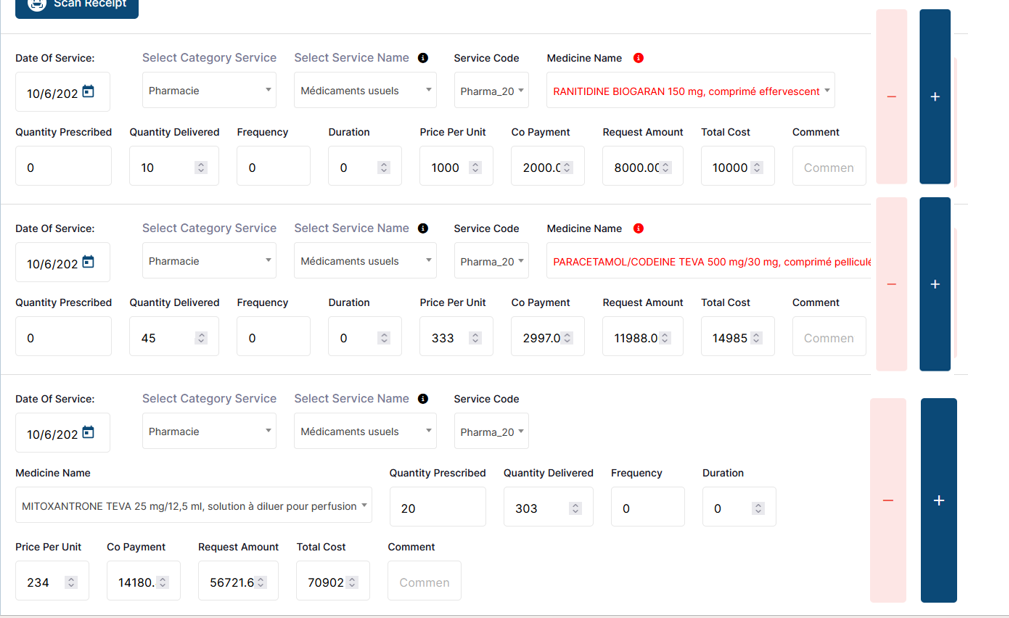 Scan Receipt
Date Of Service: Select Category Service Select Service Name Service Code Medicine Name
10/6/202 Pharmacie Médicaments usuels Pharma_20 RANITIDINE BIOGARAN 150 mg, comprimé effervescent
Quantity Prescribed Quantity Delivered Frequency Duration Price Per Unit Co Payment Request Amount Total Cost Comment
0 10 0 0 1000 2000.0 8000.00 10000 Commen
Date Of Service: Select Category Service Select Service Name Service Code Medicine Name
10/6/202 Pharmacie Médicaments usuels Pharma_20 PARACETAMOL/CODEINE TEVA 500 mg/30 mg, comprimé pelliculé
Quantity Prescribed Quantity Delivered Frequency Duration Price Per Unit Co Payment Request Amount Total Cost Comment
0 45 0 0 333 2997.0 11988.0 14985 Commen
Date Of Service: Select Category Service Select Service Name Service Code
10/6/202 Pharmacie Médicaments usuels Pharma_20
Medicine Name Quantity Prescribed Quantity Delivered Frequency Duration
MITOXANTRONE TEVA 25 mg/12,5 ml, solution à diluer pour perfusion 20 303 0 0
Price Per Unit Co Payment Request Amount Total Cost Comment
234 14180. 56721.6 70902 Commen